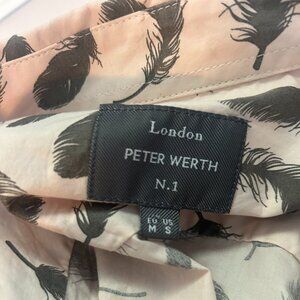 London
PETER WERTH
N.1
EU US
M S